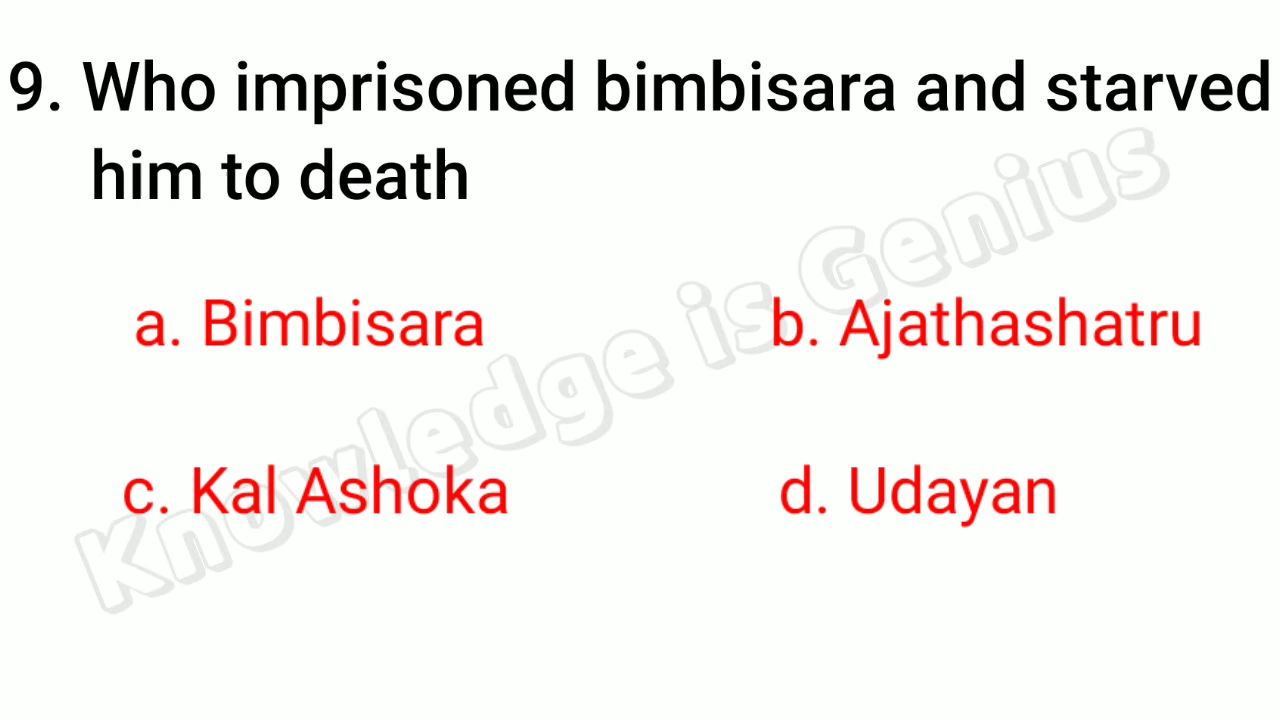 9. Who imprisoned bimbisara and starved
him to death
a. Bimbisara b. Ajathashatru
c. Kal Ashoka d. Udayan
Knowledge is Genius